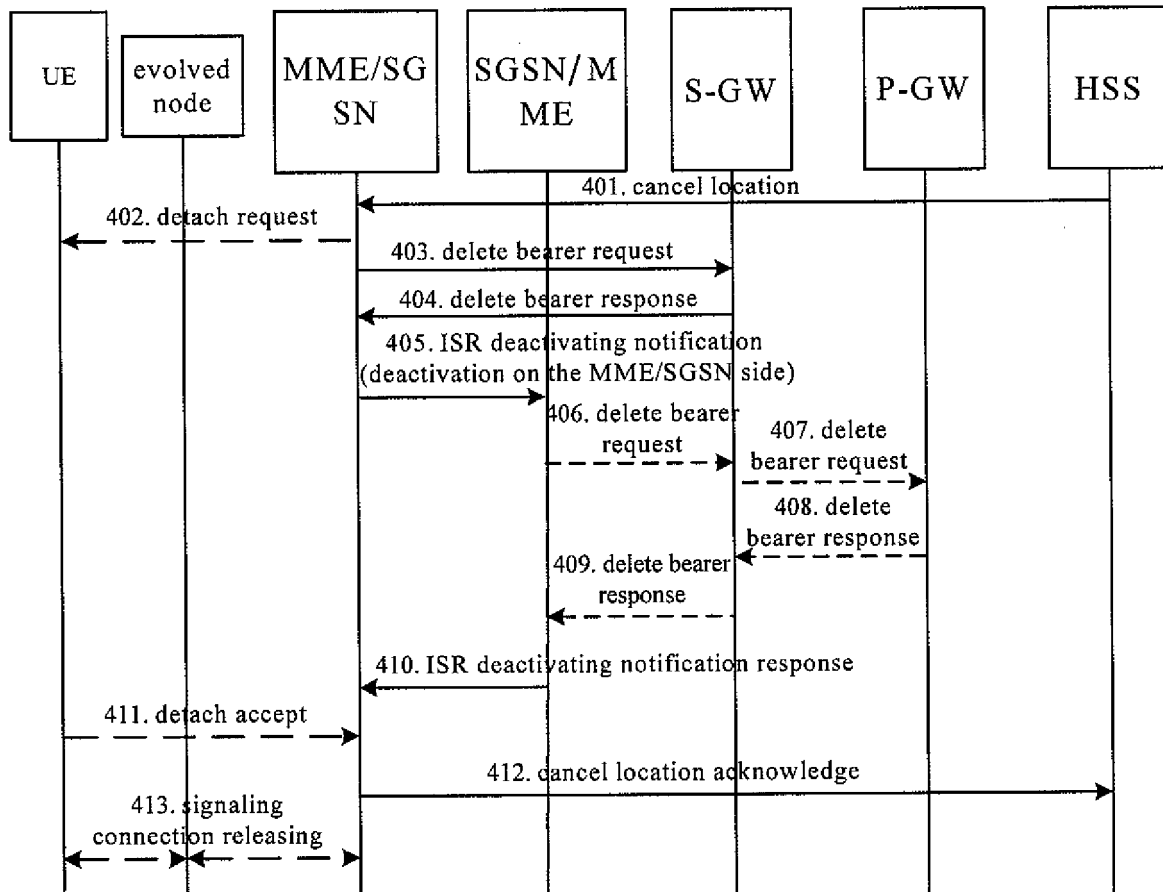 UE
evolved
node
MME/SG
SN
SGSN/M
ME
S-GW
P-GW
HSS
401. cancel location
402. detach request
403. delete bearer request
404. delete bearer response
405. ISR deactivating notification
(deactivation on the MME/SGSN side)
406. delete bearer
request
407. delete
bearer request
408. delete
bearer response
409. delete bearer
response
410. ISR deactivating notification response
411. detach accept
412. cancel location acknowledge
413. signaling
connection releasing